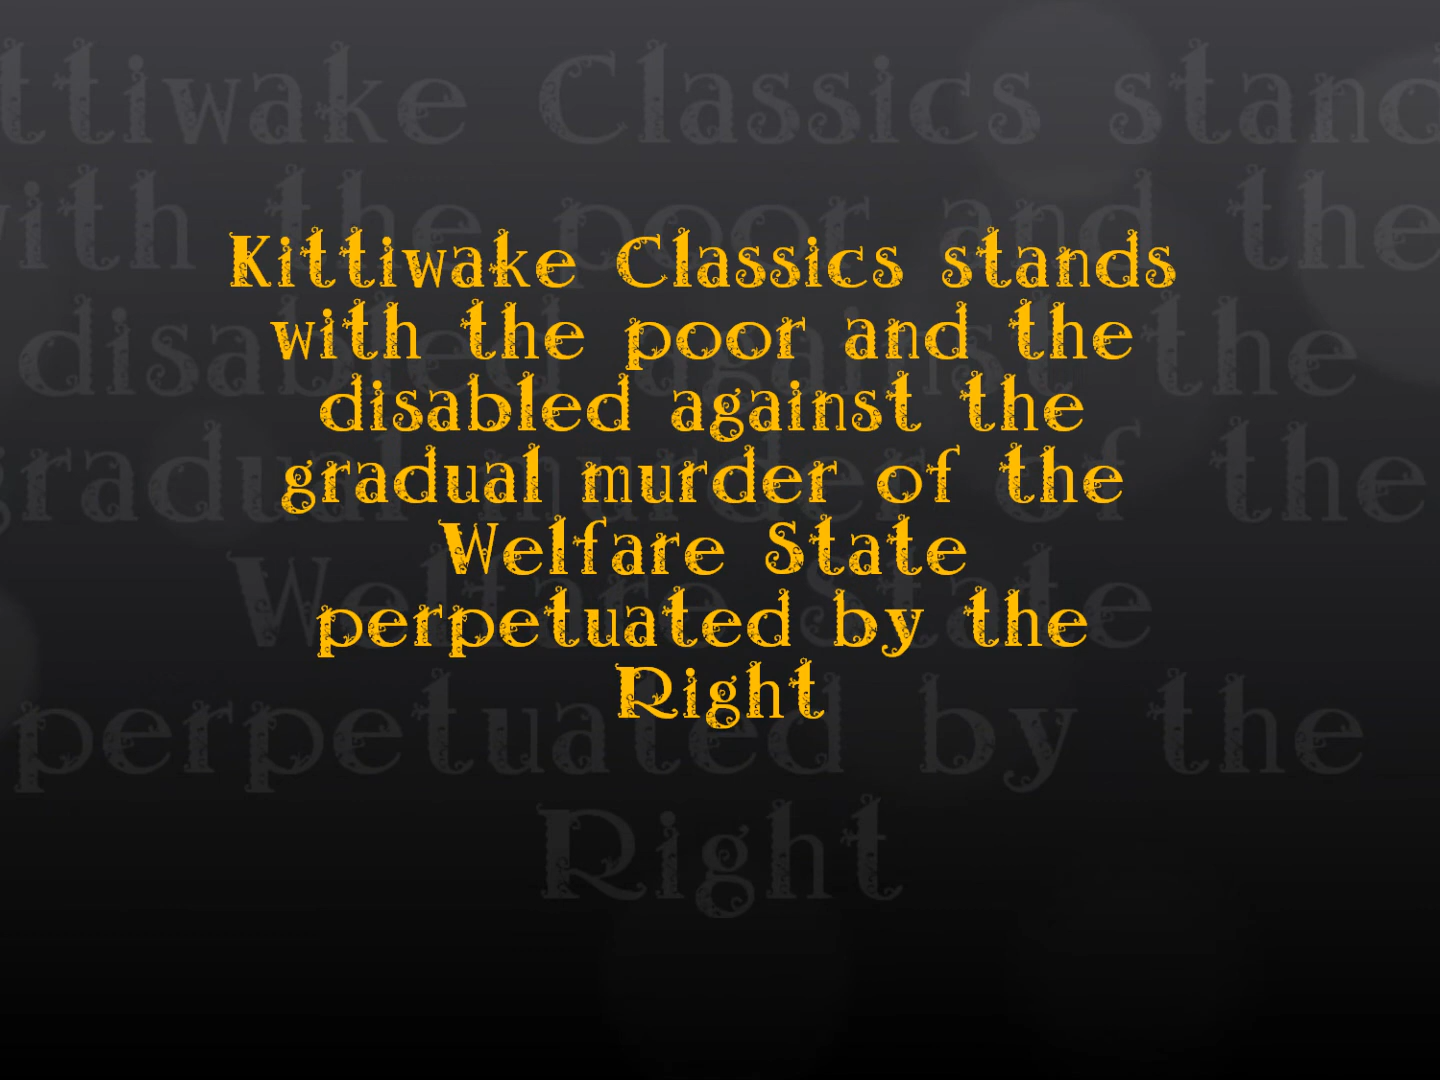 Kittiwake Classics stands
with the poor and the
disabled against the
gradual murder of the
Welfare State
perpetuated by the
Right